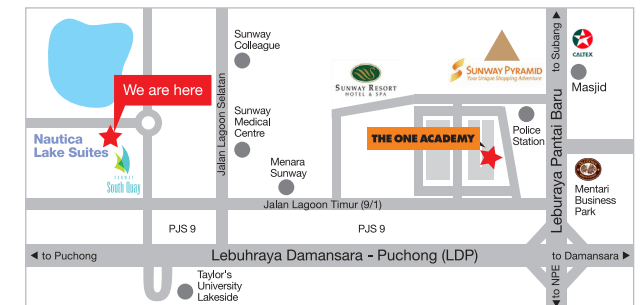 to Subang
CALTEX
Masjid
Sunway
Colleague
SUNWAY PYRAMID
Your Unique Shopping Adventure
SUNWAY RESORT
HOTEL & SPA
We are here
Nautica
Lake Suites
SUNWAY
South Quay
Jalan Lagoon Selatan
Sunway
Medical
Centre
Menara
Sunway
THE ONE ACADEMY
Police
Station
Leburaya Pantai Baru
Mentari
Business
Park
Jalan Lagoon Timur (9/1)
PJS 9
PJS 9
to Puchong
Lebuhraya Damansara - Puchong (LDP)
to Damansara
to NPE
Taylor's
University
Lakeside